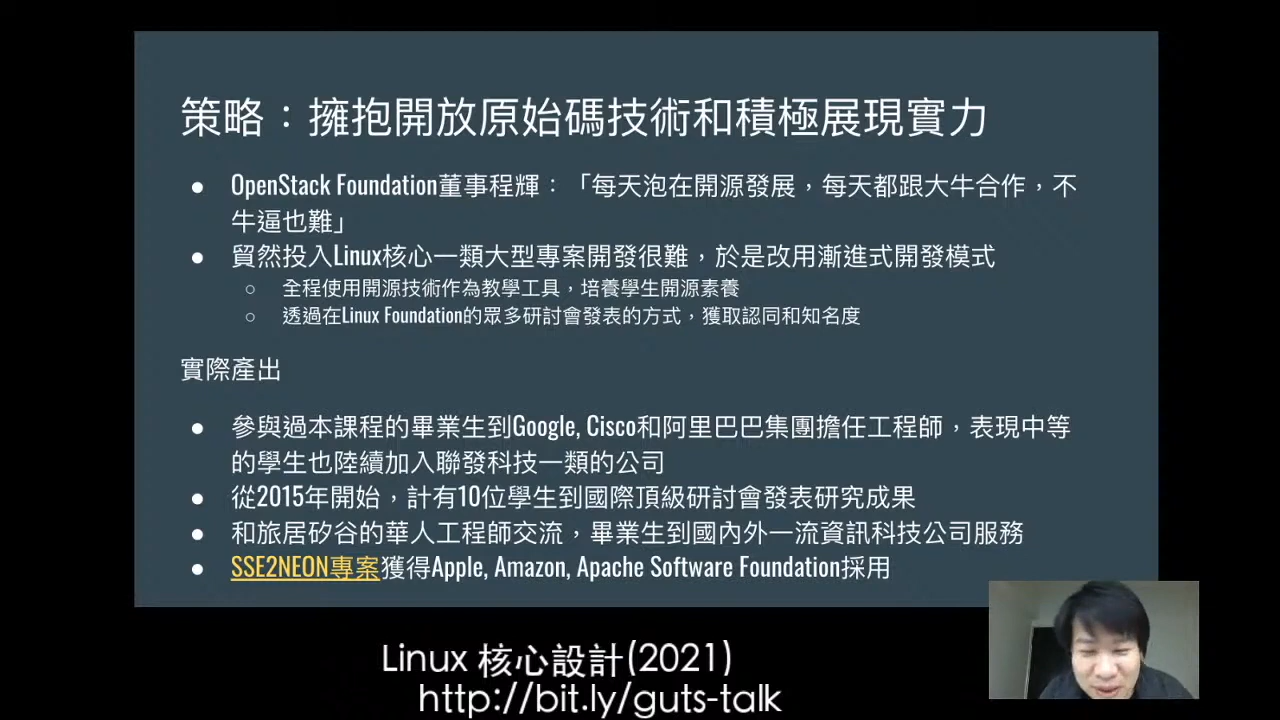 策略：擁抱開放原始碼技術和積極展現實力
● OpenStack Foundation董事程輝：「每天泡在開源發展，每天都跟大牛合作，不
牛逼也難」
● 貿然投入Linux核心一類大型專案開發很難，於是改用漸進式開發模式
○ 全程使用開源技術作為教學工具，培養學生開源素養
○ 透過在Linux Foundation的眾多研討會發表的方式，獲取認同和知名度
實際產出
● 參與過本課程的畢業生到Google, Cisco和阿里巴巴集團擔任工程師，表現中等
的學生也陸續加入聯發科技一類的公司
● 從2015年開始，計有10位學生到國際頂級研討會發表研究成果
● 和旅居矽谷的華人工程師交流，畢業生到國內外一流資訊科技公司服務
● SSE2NEON專案獲得Apple, Amazon, Apache Software Foundation採用
Linux 核心設計(2021)
http://bit.ly/guts-talk